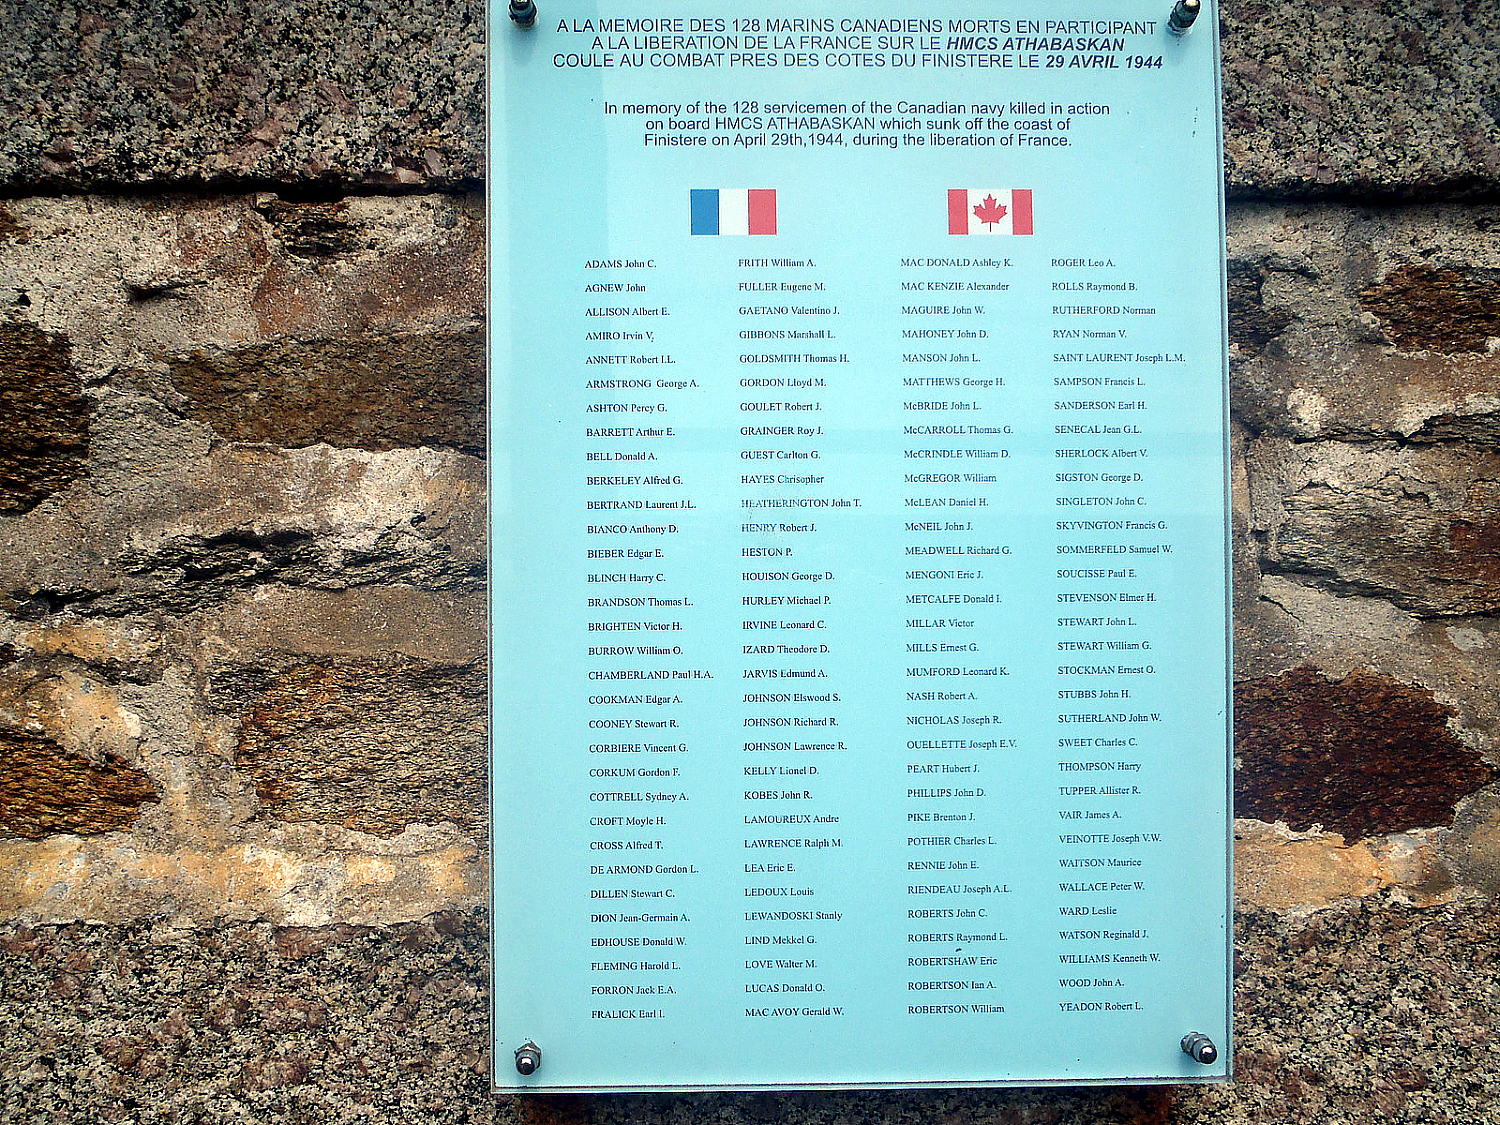 A LA MEMOIRE DES 128 MARINS CANADIENS MORTS EN PARTICIPANT
A LA LIBERATION DE LA FRANCE SUR LE HMCS ATHABASKAN
COULE AU COMBAT PRES DES COTES DU FINISTERE LE 29 AVRIL 1944
In memory of the 128 servicemen of the Canadian navy killed in action
on board HMCS ATHABASKAN which sunk off the coast of
Finistere on April 29th,1944, during the liberation of France.
ADAMS John C.
AGNEW John
ALLISON Albert E.
AMIRO Irvin V.
ANNETT Robert I.L.
ARMSTRONG George A.
ASHTON Percy G.
BARRETT Arthur E.
BELL Donald A.
BERKELEY Alfred G.
BERTRAND Laurent J.L.
BIANCO Anthony D.
BIEBER Edgar E.
BLINCH Harry C.
BRANDSON Thomas L.
BRIGHTEN Victor H.
BURROW William O.
CHAMBERLAND Paul H.A.
COOKMAN Edgar A.
COONEY Stewart R.
CORBIERE Vincent G.
CORKUM Gordon F.
COTTRELL Sydney A.
CROFT Moyle H.
CROSS Alfred T.
DE ARMOND Gordon L.
DILLEN Stewart C.
DION Jean-Germain A.
EDHOUSE Donald W.
FLEMING Harold L.
FORRON Jack E.A.
FRALICK Earl I.
FRITH William A.
FULLER Eugene M.
GAETANO Valentino J.
GIBBONS Marshall L.
GOLDSMITH Thomas H.
GORDON Lloyd M.
GOULET Robert J.
GRAINGER Roy J.
GUEST Carlton G.
HAYES Chrisopher
HEATHERINGTON John T.
HENRY Robert J.
HESTON P.
HOUISON George D.
HURLEY Michael P.
IRVINE Leonard C.
IZARD Theodore D.
JARVIS Edmund A.
JOHNSON Elswood S.
JOHNSON Richard R.
JOHNSON Lawrence R.
KELLY Lionel D.
KOBES John R.
LAMOUREUX Andre
LAWRENCE Ralph M.
LEA Eric E.
LEDOUX Louis
LEWANDOSKI Stanly
LIND Mekkel G.
LOVE Walter M.
LUCAS Donald O.
MAC AVOY Gerald W.
MAC DONALD Ashley K.
MAC KENZIE Alexander
MAGUIRE John W.
MAHONEY John D.
MANSON John L.
MATTHEWS George H.
McBRIDE John L.
McCARROLL Thomas G.
McCRINDLE William D.
McGREGOR William
McLEAN Daniel H.
McNEIL John J.
MEADWELL Richard G.
MENGONI Eric J.
METCALFE Donald I.
MILLAR Victor
MILLS Ernest G.
MUMFORD Leonard K.
NASH Robert A.
NICHOLAS Joseph R.
OUELLETTE Joseph E.V.
PEART Hubert J.
PHILLIPS John D.
PIKE Brenton J.
POTHIER Charles L.
RENNIE John E.
RIENDEAU Joseph A.L.
ROBERTS John C.
ROBERTS Raymond L.
ROBERTSHAW Eric
ROBERTSON Ian A.
ROBERTSON William
ROGER Leo A.
ROLLS Raymond B.
RUTHERFORD Norman
RYAN Norman V.
SAINT LAURENT Joseph L.M.
SAMPSON Francis L.
SANDERSON Earl H.
SENECAL Jean G.L.
SHERLOCK Albert V.
SIGSTON George D.
SINGLETON John C.
SKYVINGTON Francis G.
SOMMERFELD Samuel W.
SOUCISSE Paul E.
STEVENSON Elmer H.
STEWART John L.
STEWART William G.
STOCKMAN Ernest O.
STUBBS John H.
SUTHERLAND John W.
SWEET Charles C.
THOMPSON Harry
TUPPER Allister R.
VAIR James A.
VEINOTTE Joseph V.W.
WAITSON Maurice
WALLACE Peter W.
WARD Leslie
WATSON Reginald J.
WILLIAMS Kenneth W.
WOOD John A.
YEADON Robert L.